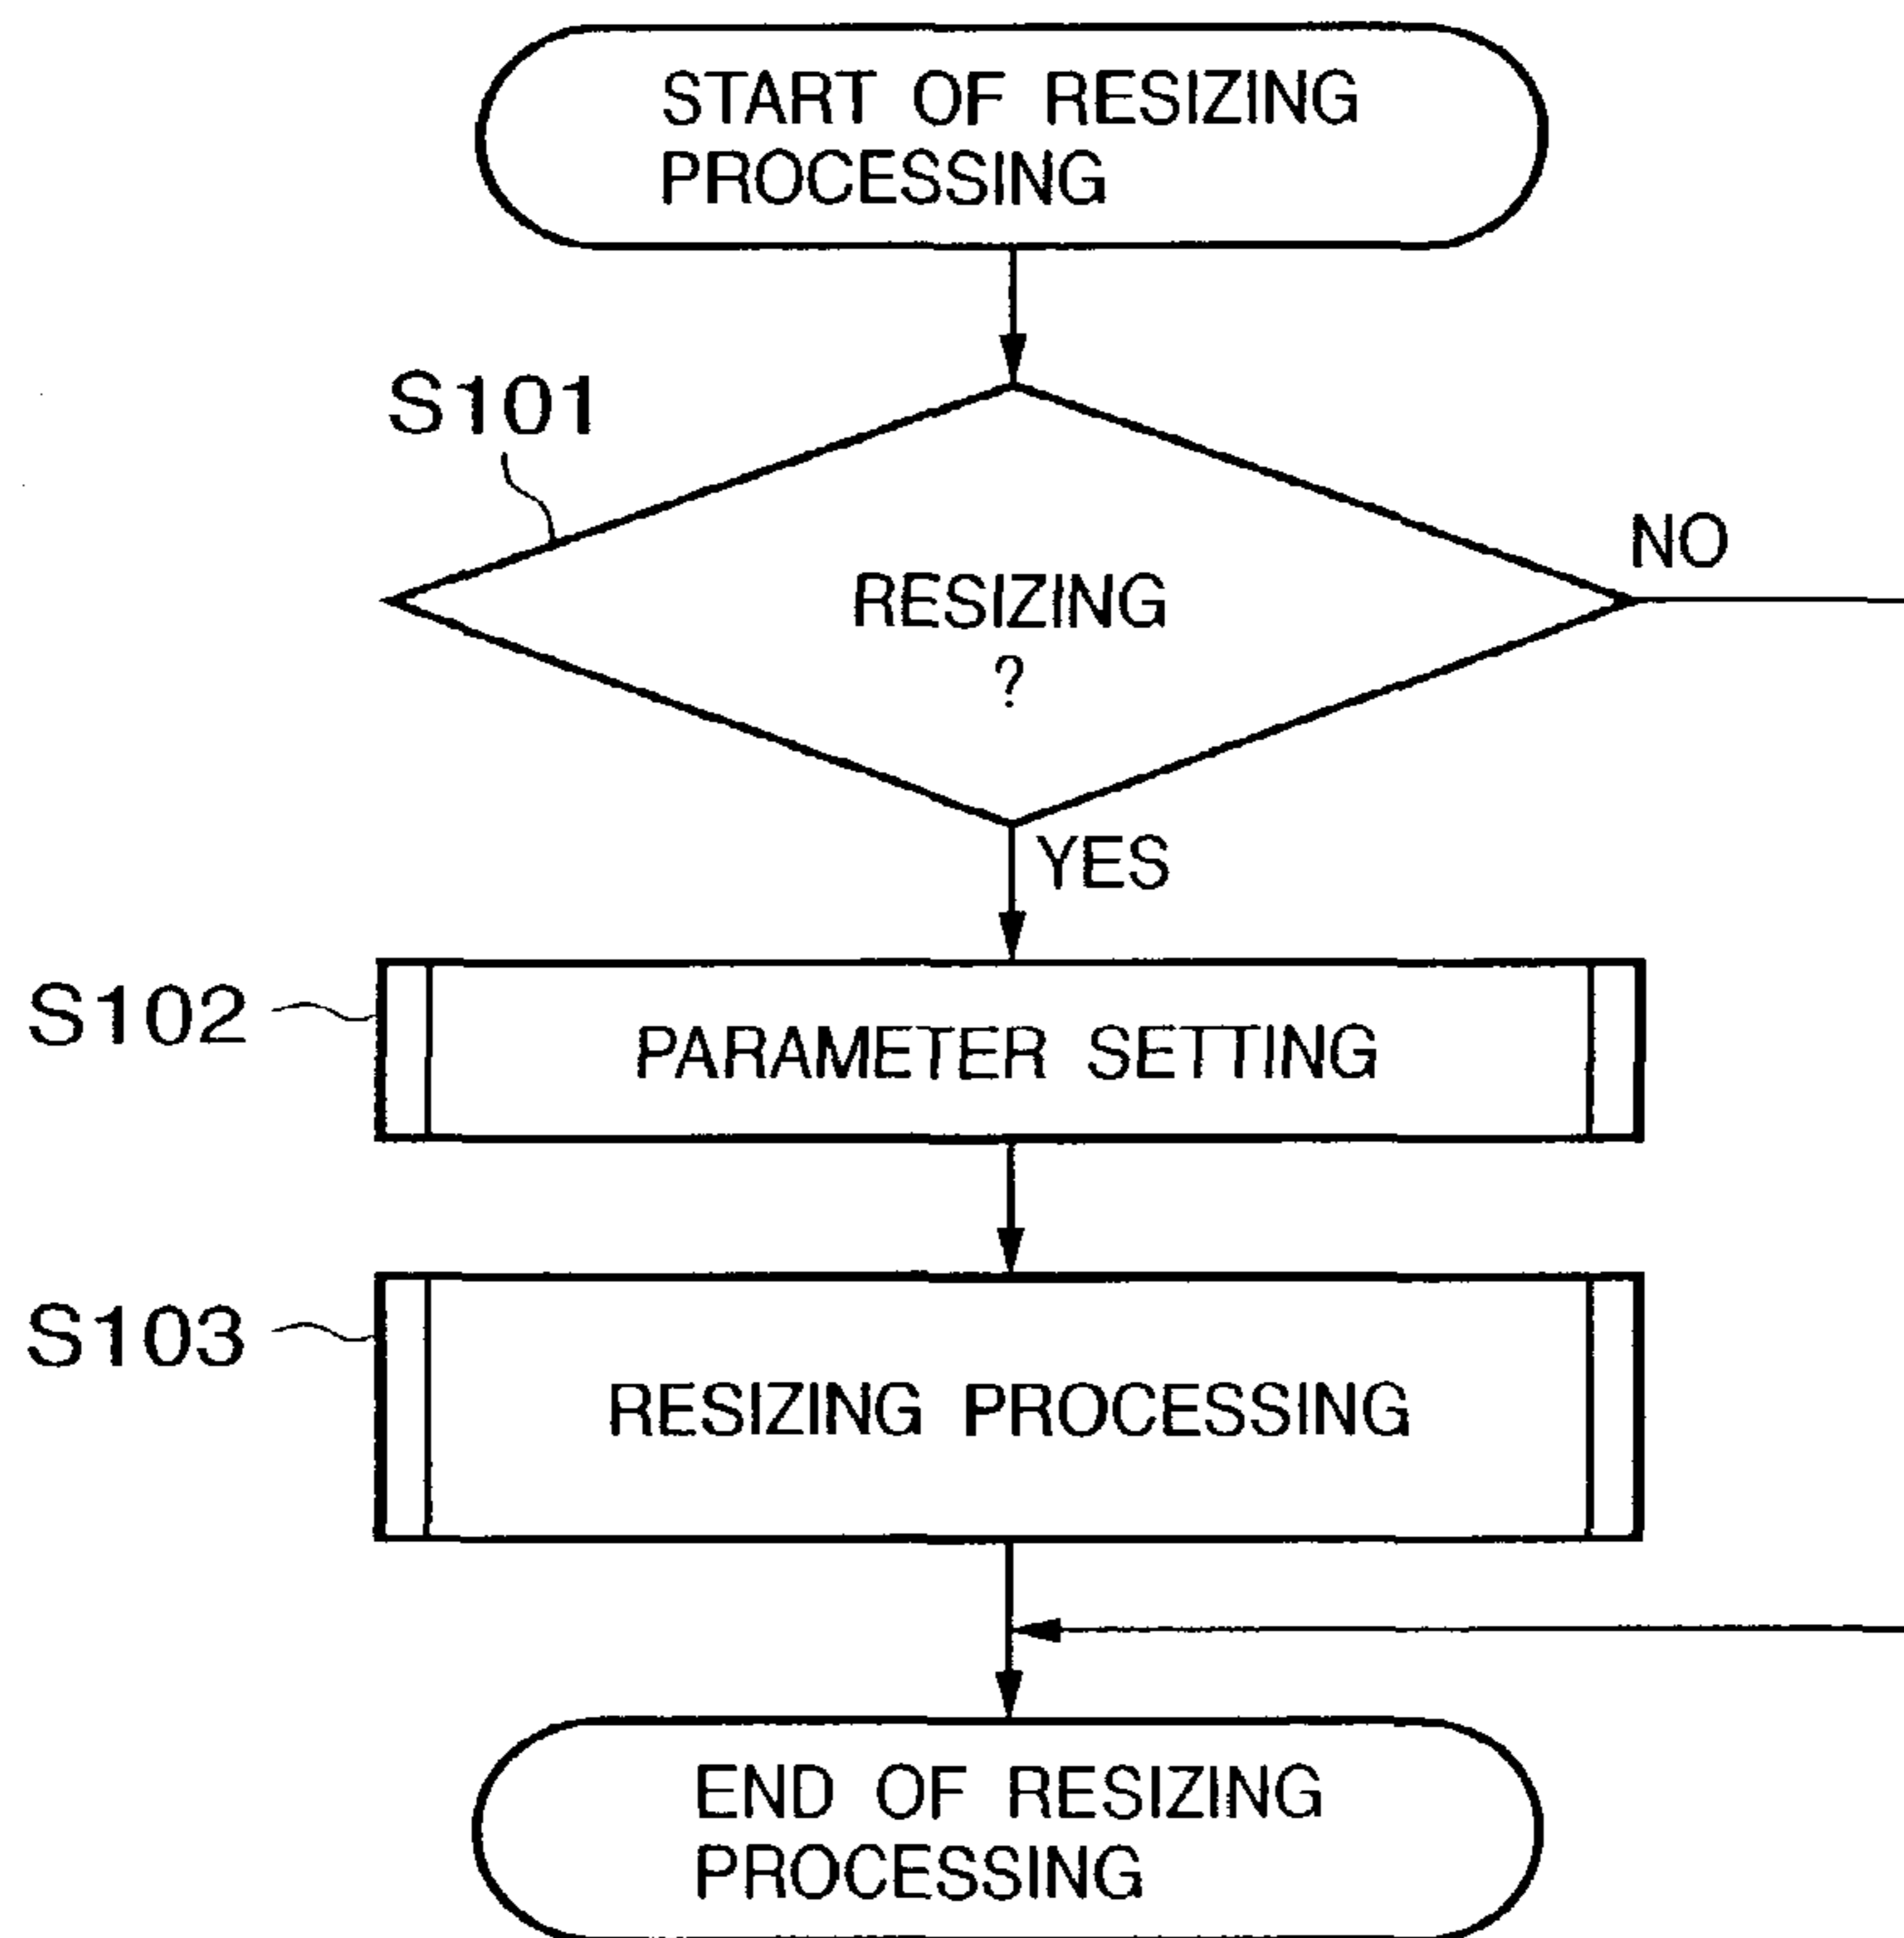 START OF RESIZING
PROCESSING
S101
NO
RESIZING
?
YES
S102
PARAMETER SETTING
S103
RESIZING PROCESSING
END OF RESIZING
PROCESSING